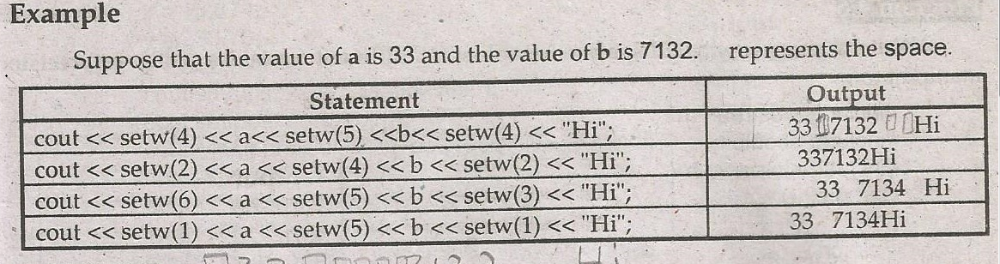 Example
Suppose that the value of a is 33 and the value of b is 7132. represents the space.
Statement Output
cout << setw(4) << a<< setw(5) <<b<< setw(4) << "Hi"; 33 7132 Hi
cout << setw(2) << a << setw(4) << b << setw(2) << "Hi"; 337132Hi
cout << setw(6) << a << setw(5) << b << setw(3) << "Hi"; 33 7134 Hi
cout << setw(1) << a << setw(5) << b << setw(1) << "Hi"; 33 7134Hi